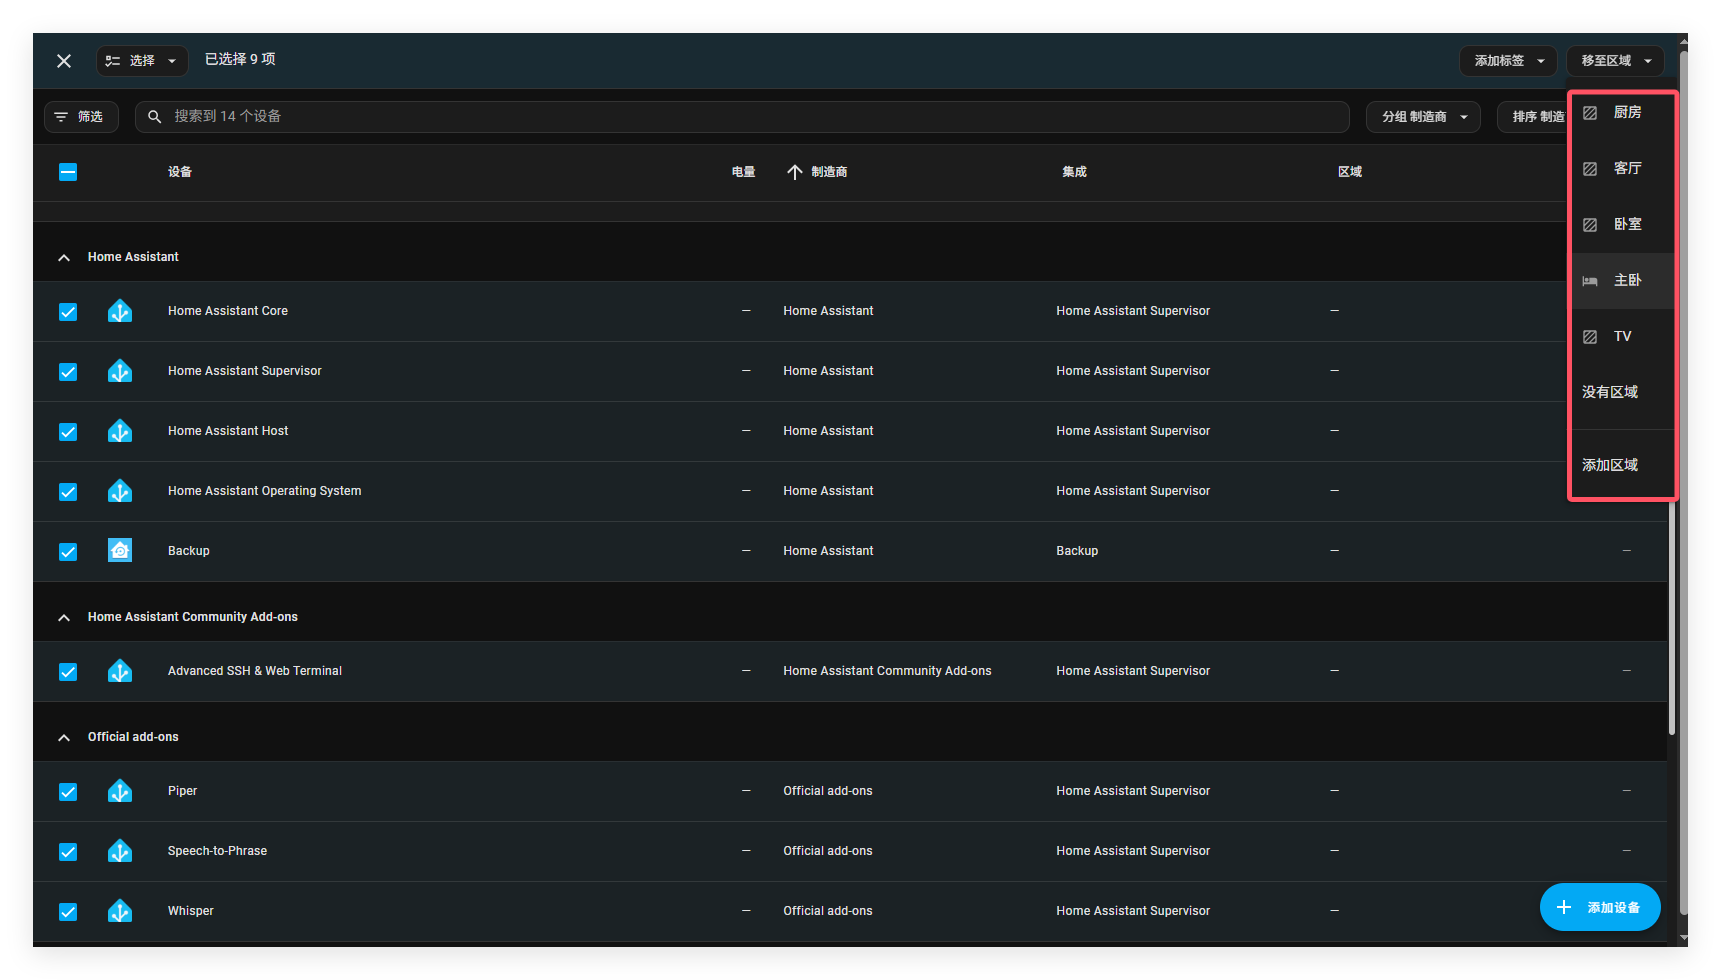 选择
已选择 9 项
添加标签
移至区域
筛选
搜索到 14 个设备
分组 制造商
排序 制造
厨房
客厅
卧室
主卧
TV
没有区域
添加区域
设备 电量 制造商 集成 区域
Home Assistant
Home Assistant Core – Home Assistant Home Assistant Supervisor –
Home Assistant Supervisor – Home Assistant Home Assistant Supervisor –
Home Assistant Host – Home Assistant Home Assistant Supervisor –
Home Assistant Operating System – Home Assistant Home Assistant Supervisor –
Backup – Home Assistant Backup – –
Home Assistant Community Add-ons
Advanced SSH & Web Terminal – Home Assistant Community Add-ons Home Assistant Supervisor – –
Official add-ons
Piper – Official add-ons Home Assistant Supervisor – –
Speech-to-Phrase – Official add-ons Home Assistant Supervisor – –
Whisper – Official add-ons Home Assistant Supervisor –
添加设备